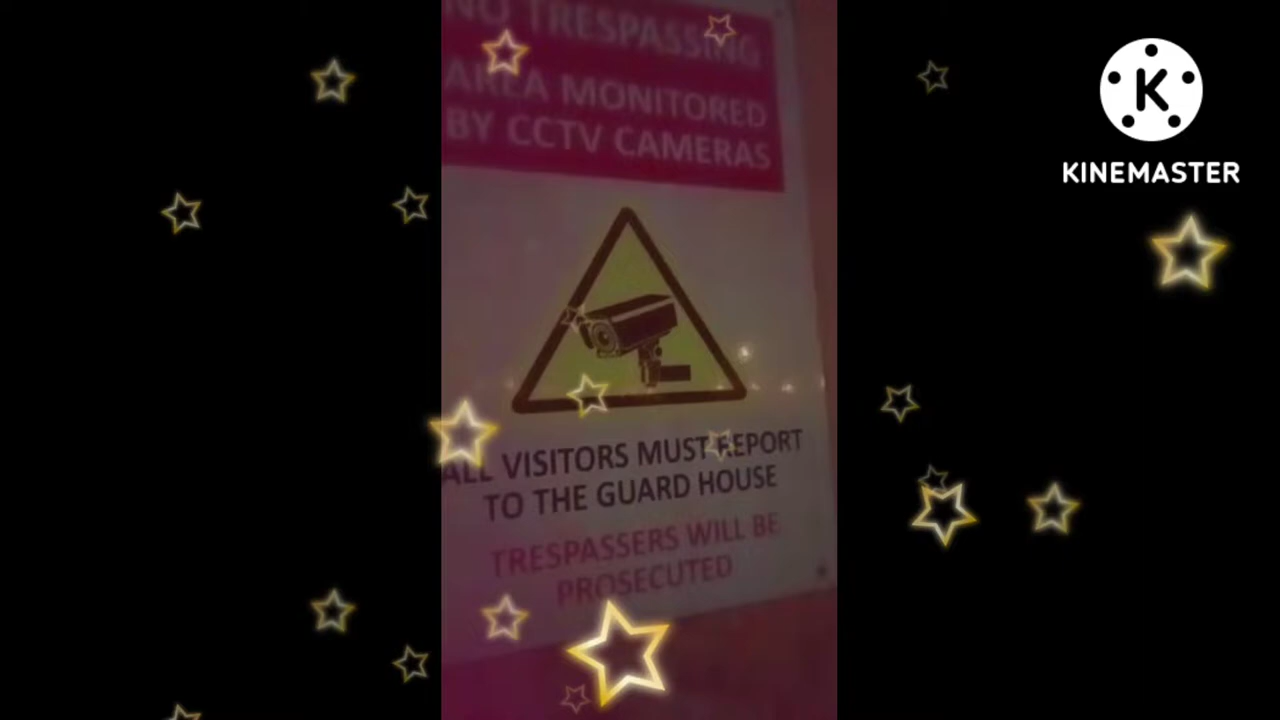 NO TRESPASSING
AREA MONITORED
BY CCTV CAMERAS
ALL VISITORS MUST REPORT
TO THE GUARD HOUSE
TRESPASSERS WILL BE
PROSECUTED
K
KINEMASTER